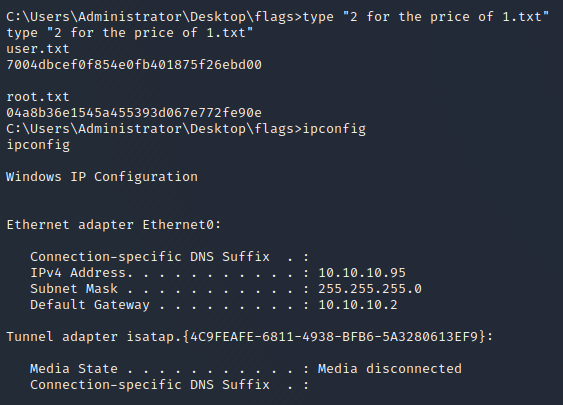 C:\Users\Administrator\Desktop\flags>type "2 for the price of 1.txt"
type "2 for the price of 1.txt"
user.txt
7004dbcef0f854e0fb401875f26ebd00

root.txt
04a8b36e1545a455393d067e772fe90e
C:\Users\Administrator\Desktop\flags>ipconfig
ipconfig

Windows IP Configuration


Ethernet adapter Ethernet0:

   Connection-specific DNS Suffix  . :
   IPv4 Address. . . . . . . . . . . : 10.10.10.95
   Subnet Mask . . . . . . . . . . . : 255.255.255.0
   Default Gateway . . . . . . . . . : 10.10.10.2

Tunnel adapter isatap.{4C9FEAFE-6811-4938-BFB6-5A3280613EF9}:

   Media State . . . . . . . . . . . : Media disconnected
   Connection-specific DNS Suffix  . :